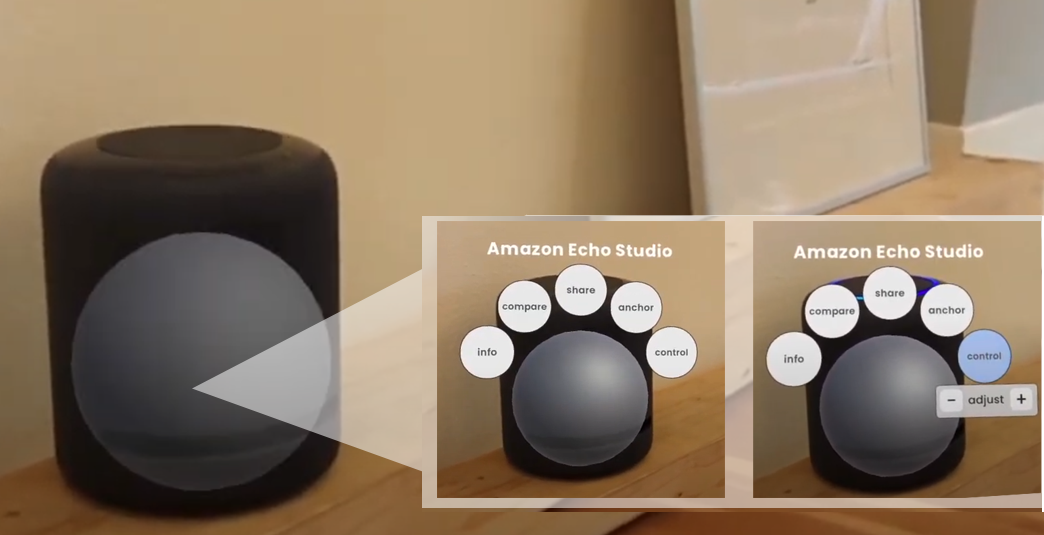 Amazon Echo Studio
share
compare
anchor
info
control
Amazon Echo Studio
share
compare
anchor
info
control
− adjust +